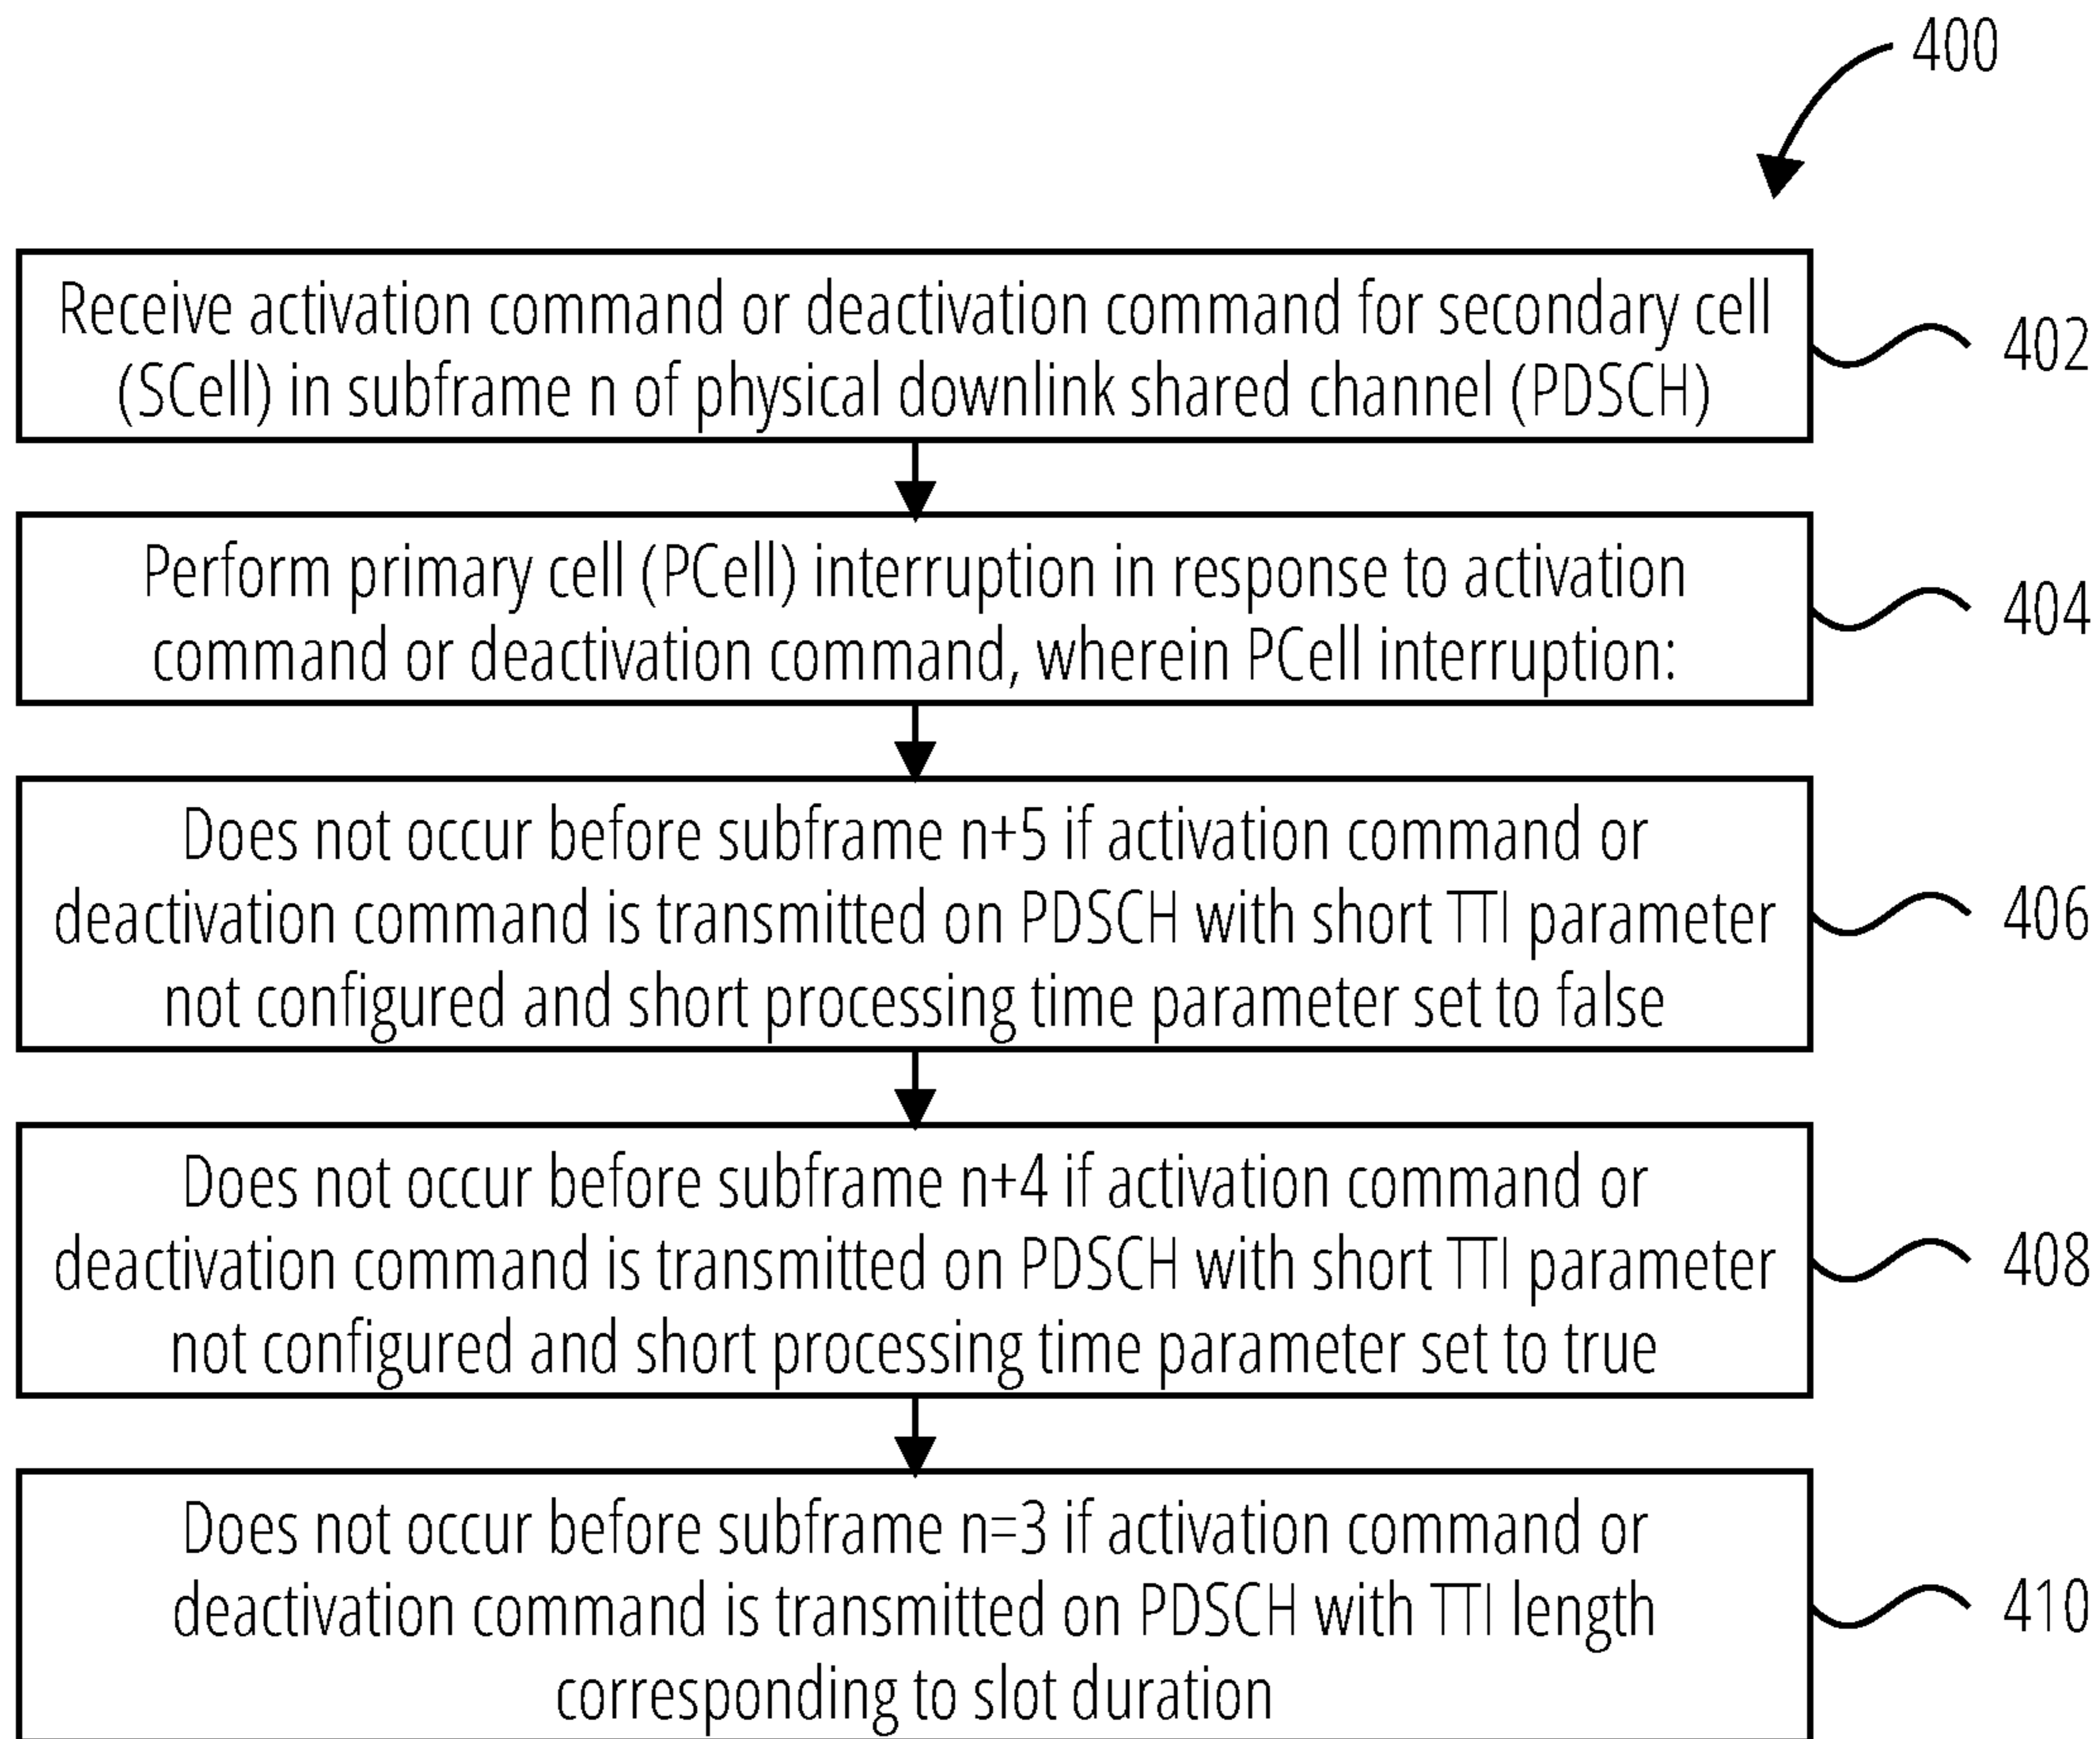 400
Receive activation command or deactivation command for secondary cell
(SCell) in subframe n of physical downlink shared channel (PDSCH)
402
Perform primary cell (PCell) interruption in response to activation
command or deactivation command, wherein PCell interruption:
404
Does not occur before subframe n+5 if activation command or
deactivation command is transmitted on PDSCH with short TTI parameter
not configured and short processing time parameter set to false
406
Does not occur before subframe n+4 if activation command or
deactivation command is transmitted on PDSCH with short TTI parameter
not configured and short processing time parameter set to true
408
Does not occur before subframe n=3 if activation command or
deactivation command is transmitted on PDSCH with TTI length
corresponding to slot duration
410